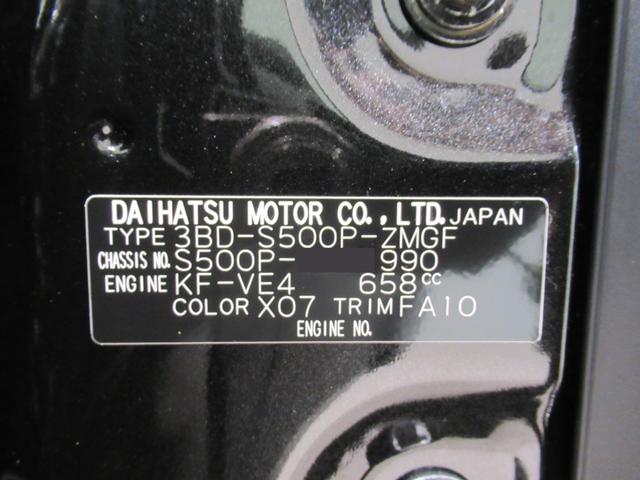 DAIHATSU MOTOR CO., LTD. JAPAN
TYPE 3BD-S500P-ZMGF
CHASSIS NO. S500P- 990
ENGINE KF-VE4 658CC
COLOR X07 TRIM FA10
ENGINE NO.